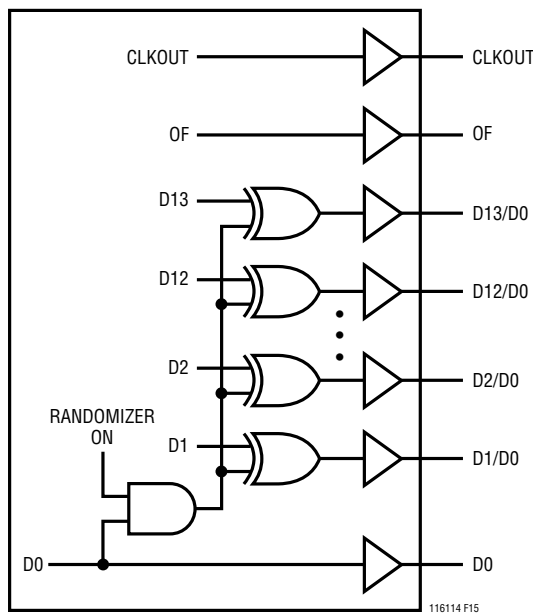 CLKOUT CLKOUT
OF OF
D13 D13/D0
D12 D12/D0
D2 D2/D0
RANDOMIZER
ON
D1 D1/D0
D0 D0
116114 F15